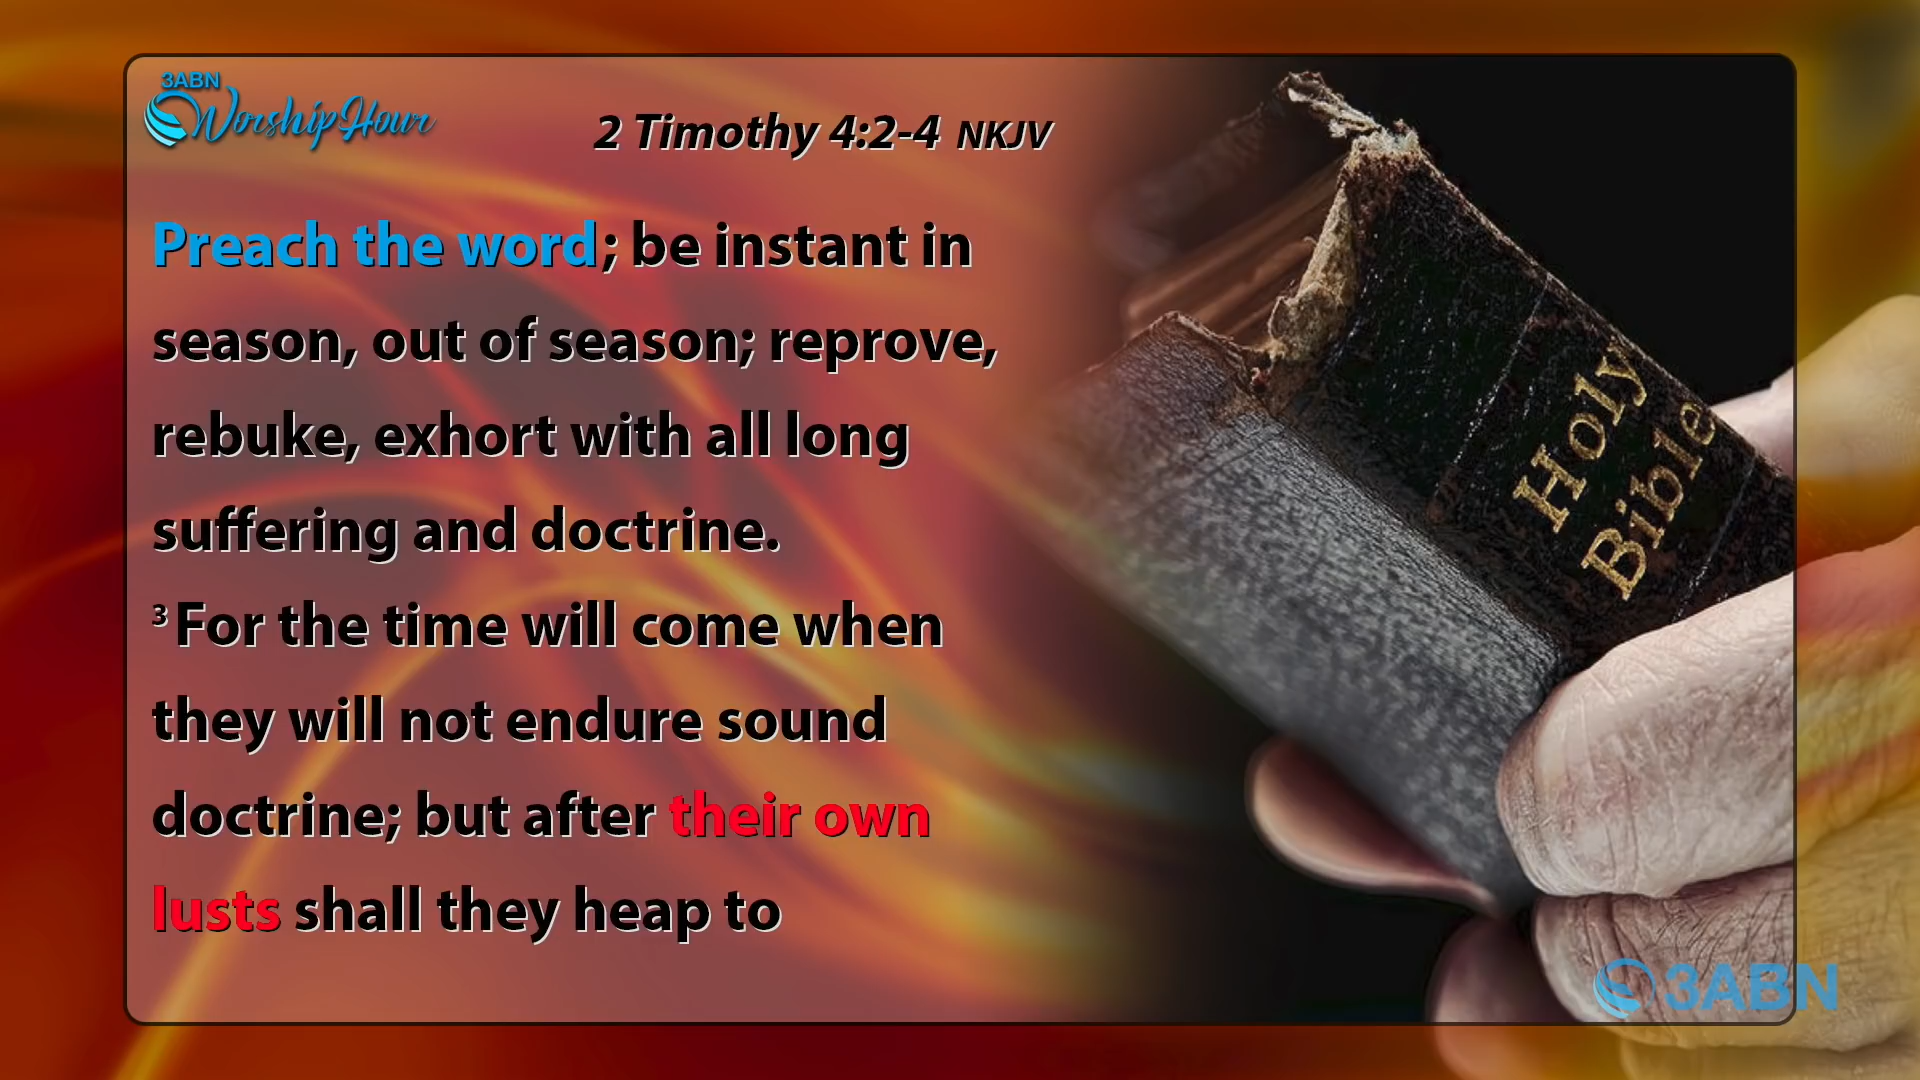 3ABN
Worship Hour
2 Timothy 4:2-4 NKJV
Preach the word; be instant in
season, out of season; reprove,
rebuke, exhort with all long
suffering and doctrine.
3 For the time will come when
they will not endure sound
doctrine; but after their own
lusts shall they heap to
Holy
Bible
3ABN